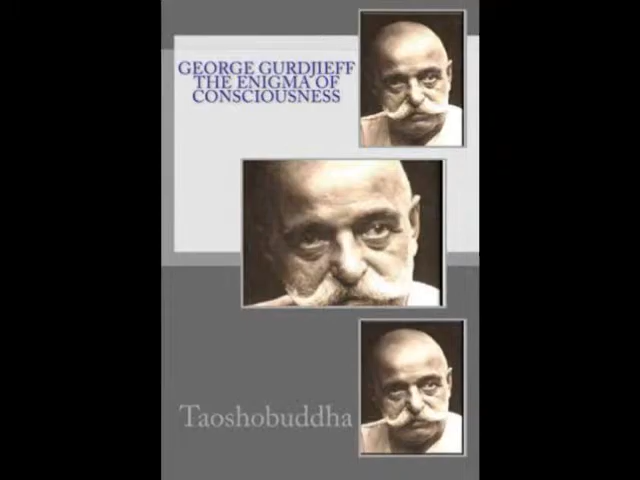 GEORGE GURDJIEFF
THE ENIGMA OF
CONSCIOUSNESS
Taoshobuddha